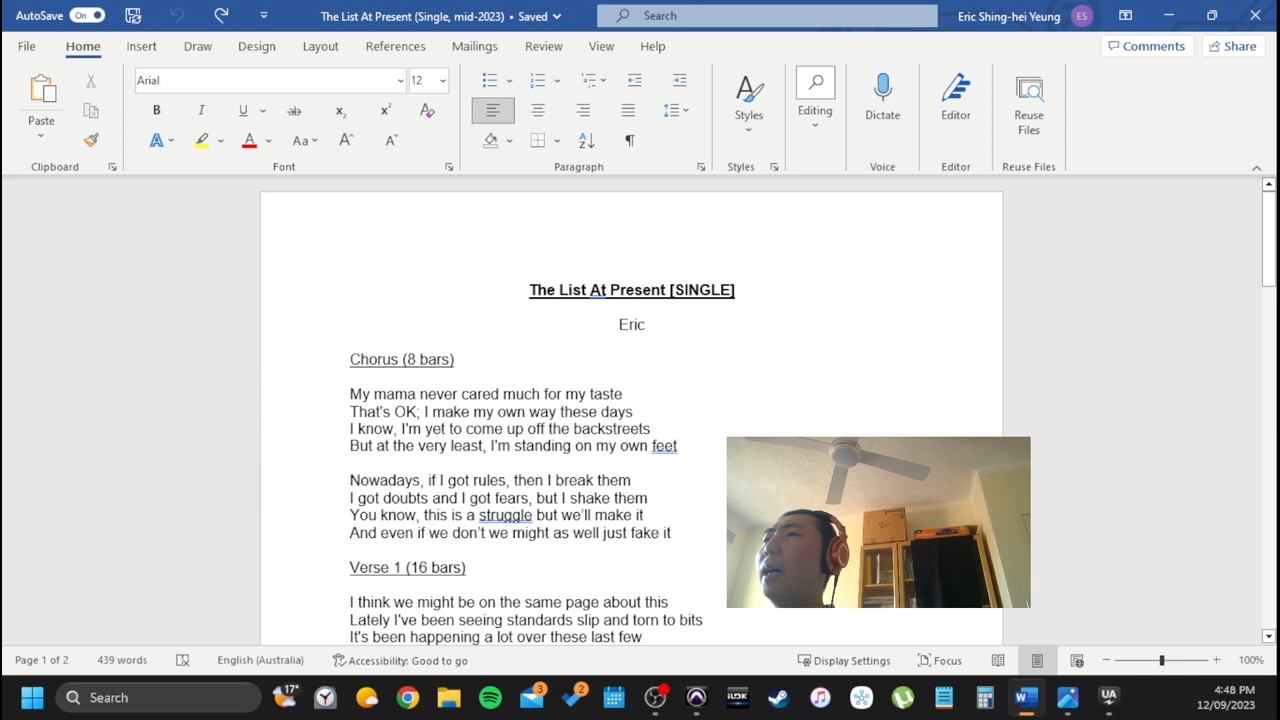 AutoSave On The List At Present (Single, mid-2023) • Saved Search Eric Shing-hei Yeung ES
File Home Insert Draw Design Layout References Mailings Review View Help Comments Share
Arial 12
Paste
B I U ab x₂ x² A
A A Aa A A
Styles Editing Dictate Editor Reuse Files
Clipboard Font Paragraph Styles Voice Editor Reuse Files
The List At Present [SINGLE]
Eric
Chorus (8 bars)
My mama never cared much for my taste
That's OK; I make my own way these days
I know, I'm yet to come up off the backstreets
But at the very least, I'm standing on my own feet
Nowadays, if I got rules, then I break them
I got doubts and I got fears, but I shake them
You know, this is a struggle but we'll make it
And even if we don't we might as well just fake it
Verse 1 (16 bars)
I think we might be on the same page about this
Lately I've been seeing standards slip and torn to bits
It's been happening a lot over these last few
Page 1 of 2 439 words English (Australia) Accessibility: Good to go Display Settings Focus 100%
Search 17° 3 2 iLOK W UA 4:48 PM
12/09/2023